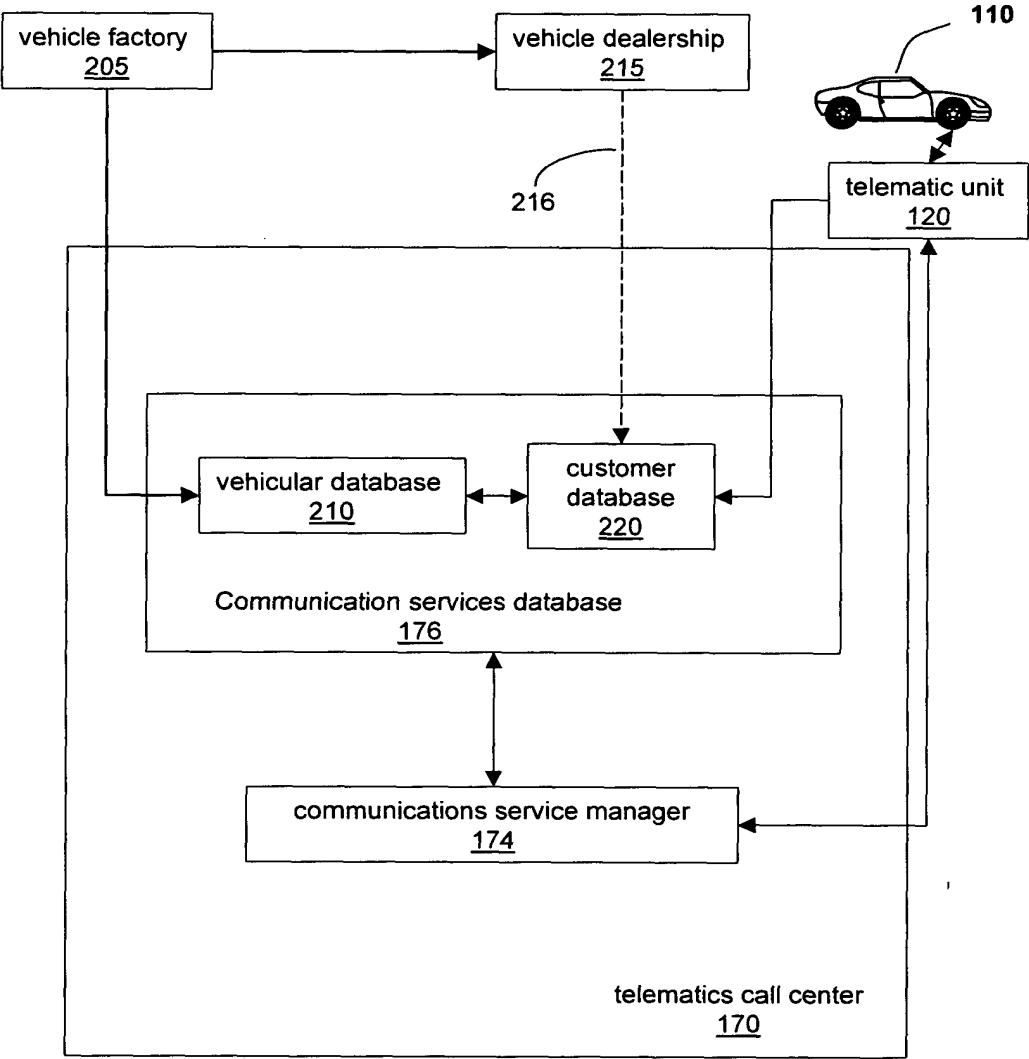 vehicle factory
205
vehicle dealership
215
110
216
telematic unit
120
vehicular database
210
customer
database
220
Communication services database
176
communications service manager
174
telematics call center
170